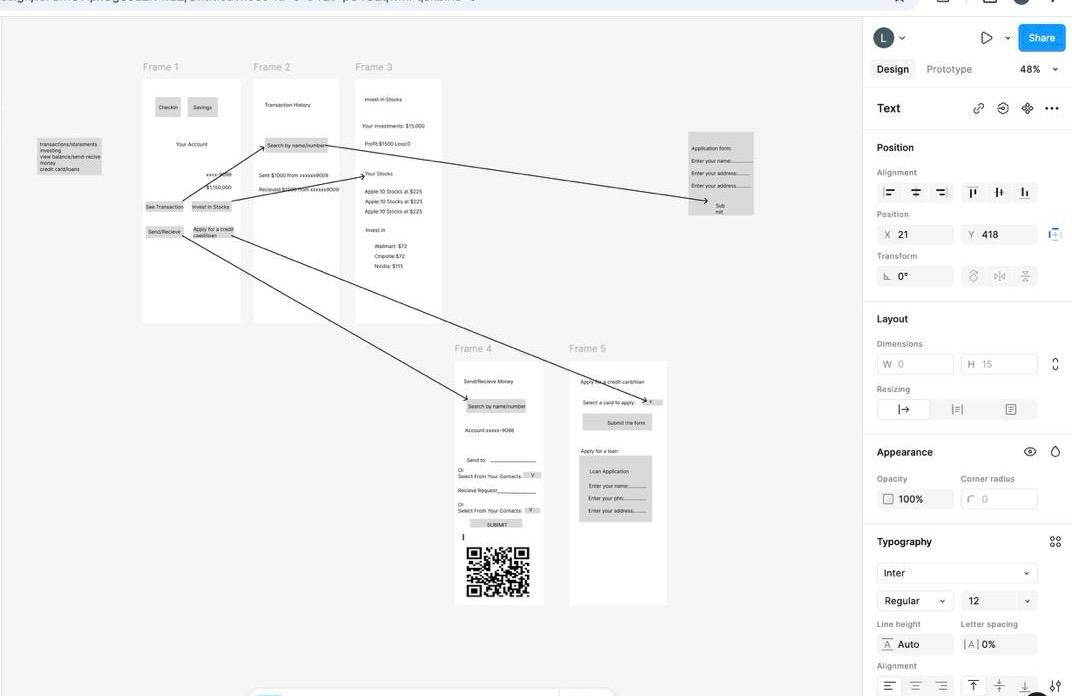 L
Share
Design
Prototype
48%
Text
Position
Alignment
Position
X 21
Y 418
Transform
0°
Layout
Dimensions
W 0
H 15
Resizing
Appearance
Opacity
Corner radius
100%
0
Typography
Inter
Regular
12
Line height
Letter spacing
A Auto
|A| 0%
Alignment
transactions/statements
investing
view balance/send-recive
money
credit card/loans
Frame 1
Checkin
Savings
Your Account
xxxx-9098
$1,150,000
See Transaction
Invest in Stocks
Send/Recieve
Apply for a credit
Frame 2
Transaction History
Search by name/number
Sent $1000 from xxxxxx9009
Recieved from xxxxxx9009
Frame 3
Invest in Stocks
Your Investments: $15,000
Profit:$1500 Loss:0
Your Stocks
Apple:10 Stocks at $225
Apple:10 Stocks at $225
Apple:10 Stocks at $225
Invest In
Walmart: $72
Chipotle:$72
Nvidia: $115
Application form:
Enter your name:
Enter your address:
Enter your address
Sub
mit
Frame 4
Send/Recieve Money
Search by name/number
Account:xxxxx-9098
Send to:
Or
Select From Your Contacts:
V
Recieve Request:
Or
Select From Your Contacts:
V
SUBMIT
Frame 5
Apply for a credit card/loan
Select a card to apply:
Submit the form
Apply for a loan:
Loan Application
Enter your name:
Enter your phn:
Enter your address: